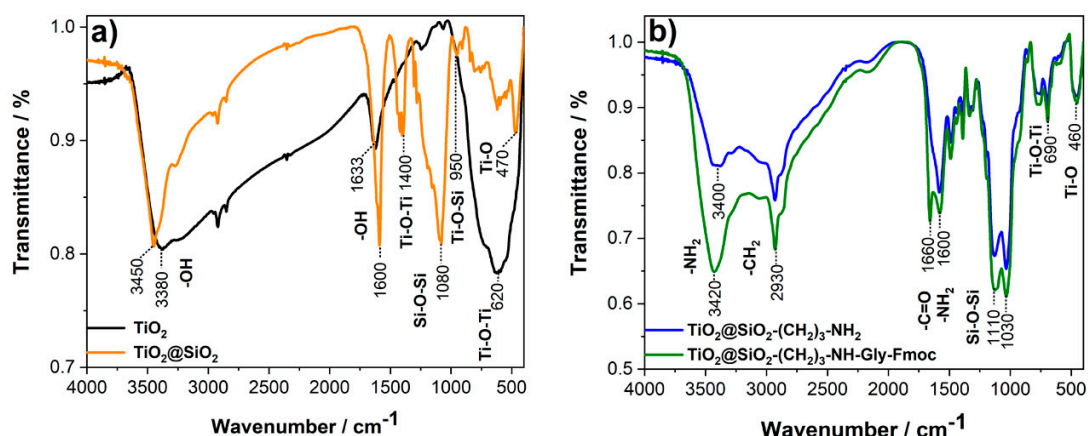 a)
Transmittance / %
1.0
0.9
0.8
0.7
4000
3500
3000
2500
2000
1500
1000
500
Wavenumber / cm⁻¹
3450
3380
-OH
1633
-OH
1600
Ti-O-Ti
1400
Si-O-Si
1080
Ti-O-Si
950
Ti-O
470
Ti-O-Ti
620
TiO₂
TiO₂@SiO₂
b)
Transmittance / %
1.0
0.9
0.8
0.7
0.6
0.5
4000
3500
3000
2500
2000
1500
1000
500
Wavenumber / cm⁻¹
-NH₂
3420
3400
-CH₂
2930
1660
1600
-C=O
-NH₂
Si-O-Si
1110
1030
Ti-O-Ti
690
Ti-O
460
TiO₂@SiO₂-(CH₂)₃-NH₂
TiO₂@SiO₂-(CH₂)₃-NH-Gly-Fmoc